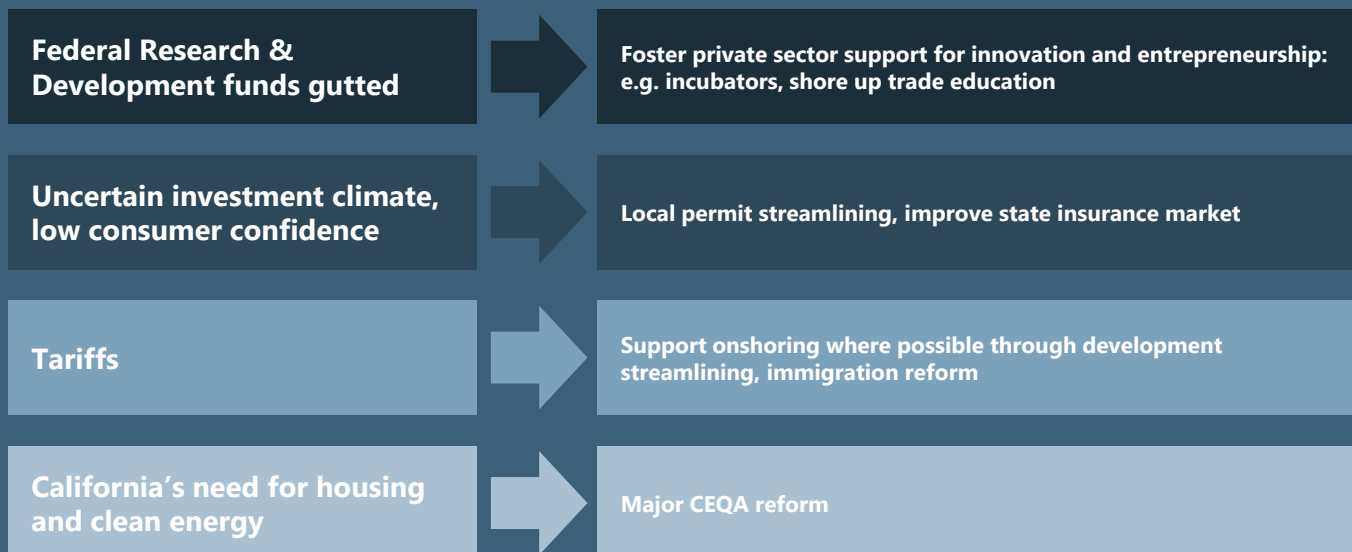 Federal Research &
Development funds gutted
Foster private sector support for innovation and entrepreneurship:
e.g. incubators, shore up trade education
Uncertain investment climate,
low consumer confidence
Local permit streamlining, improve state insurance market
Tariffs
Support onshoring where possible through development
streamlining, immigration reform
California’s need for housing
and clean energy
Major CEQA reform